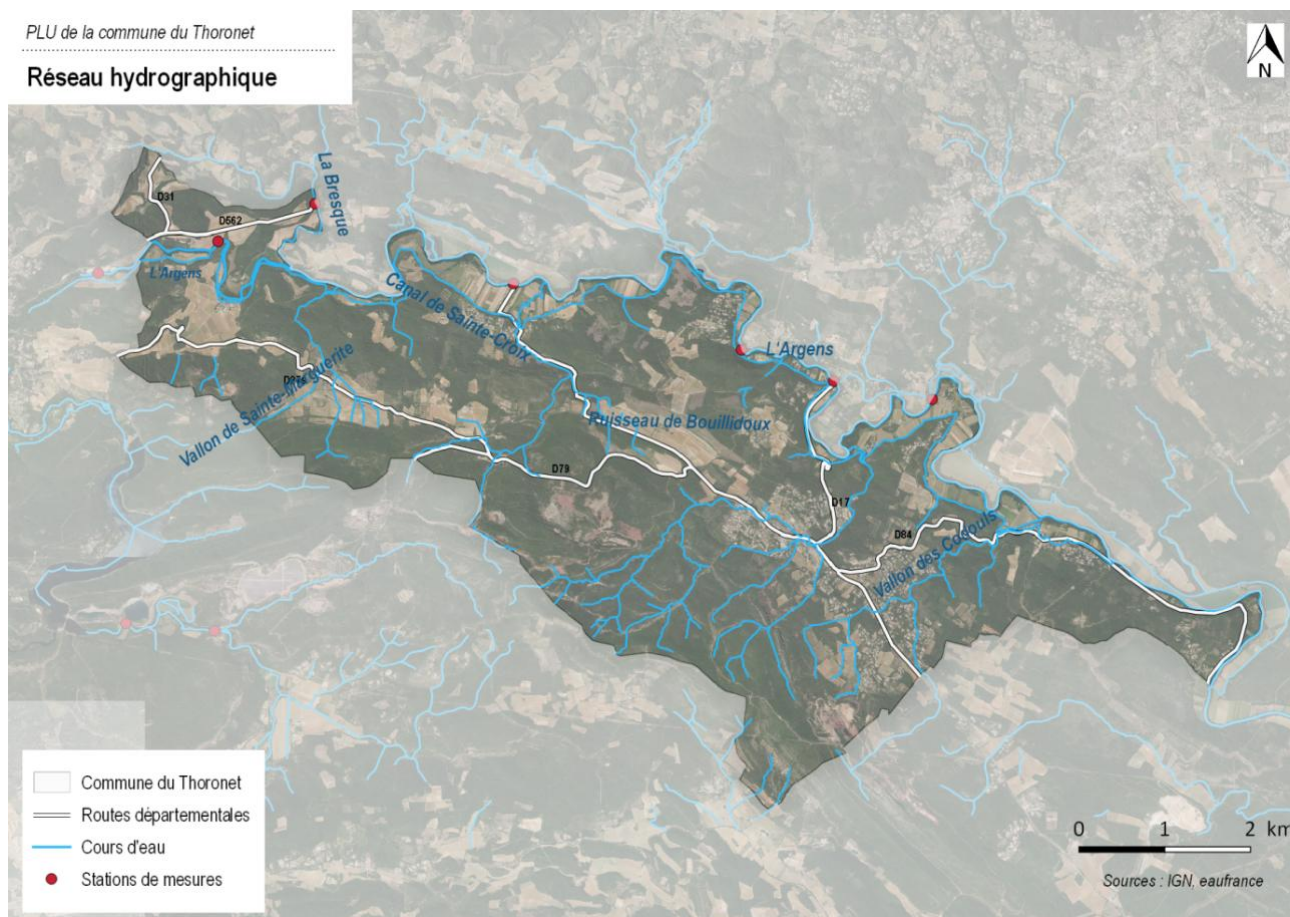 PLU de la commune du Thoronet
Réseau hydrographique
N
La Bresque
D31
D562
L'Argens
Canal de Sainte-Croix
L'Argens
Vallon de Sainte-Marguerite
Ruisseau de Bouillidoux
D79
D17
D84
Vallon des Codouls
Commune du Thoronet
Routes départementales
Cours d'eau
Stations de mesures
0 1 2 km
Sources : IGN, eaufrance